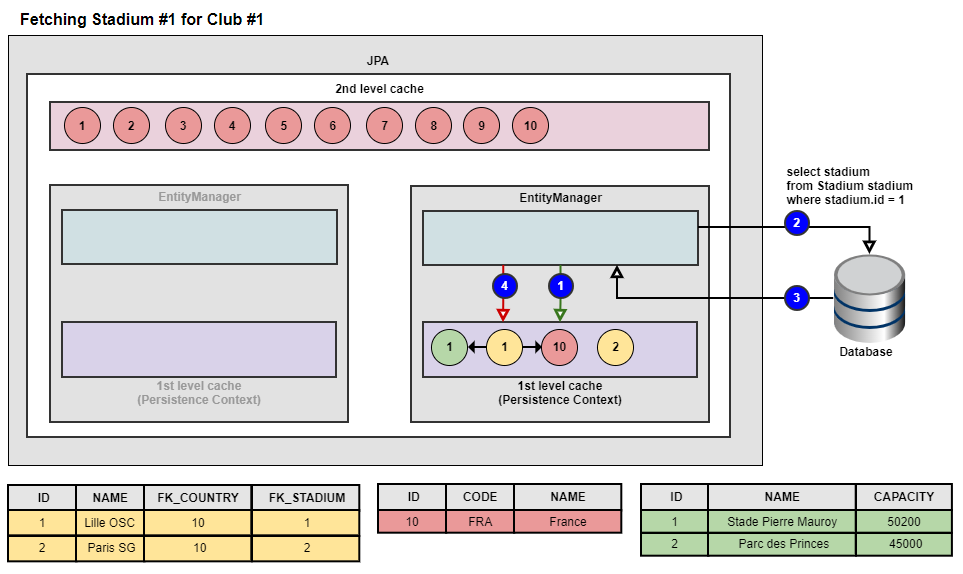 Fetching Stadium #1 for Club #1
JPA
2nd level cache
1 2 3 4 5 6 7 8 9 10
EntityManager
1st level cache
(Persistence Context)
EntityManager
4 1
1 1 10 2
1st level cache
(Persistence Context)
select stadium
from Stadium stadium
where stadium.id = 1
2
3
Database
ID NAME FK_COUNTRY FK_STADIUM
1 Lille OSC 10 1
2 Paris SG 10 2
ID CODE NAME
10 FRA France
ID NAME CAPACITY
1 Stade Pierre Mauroy 50200
2 Parc des Princes 45000